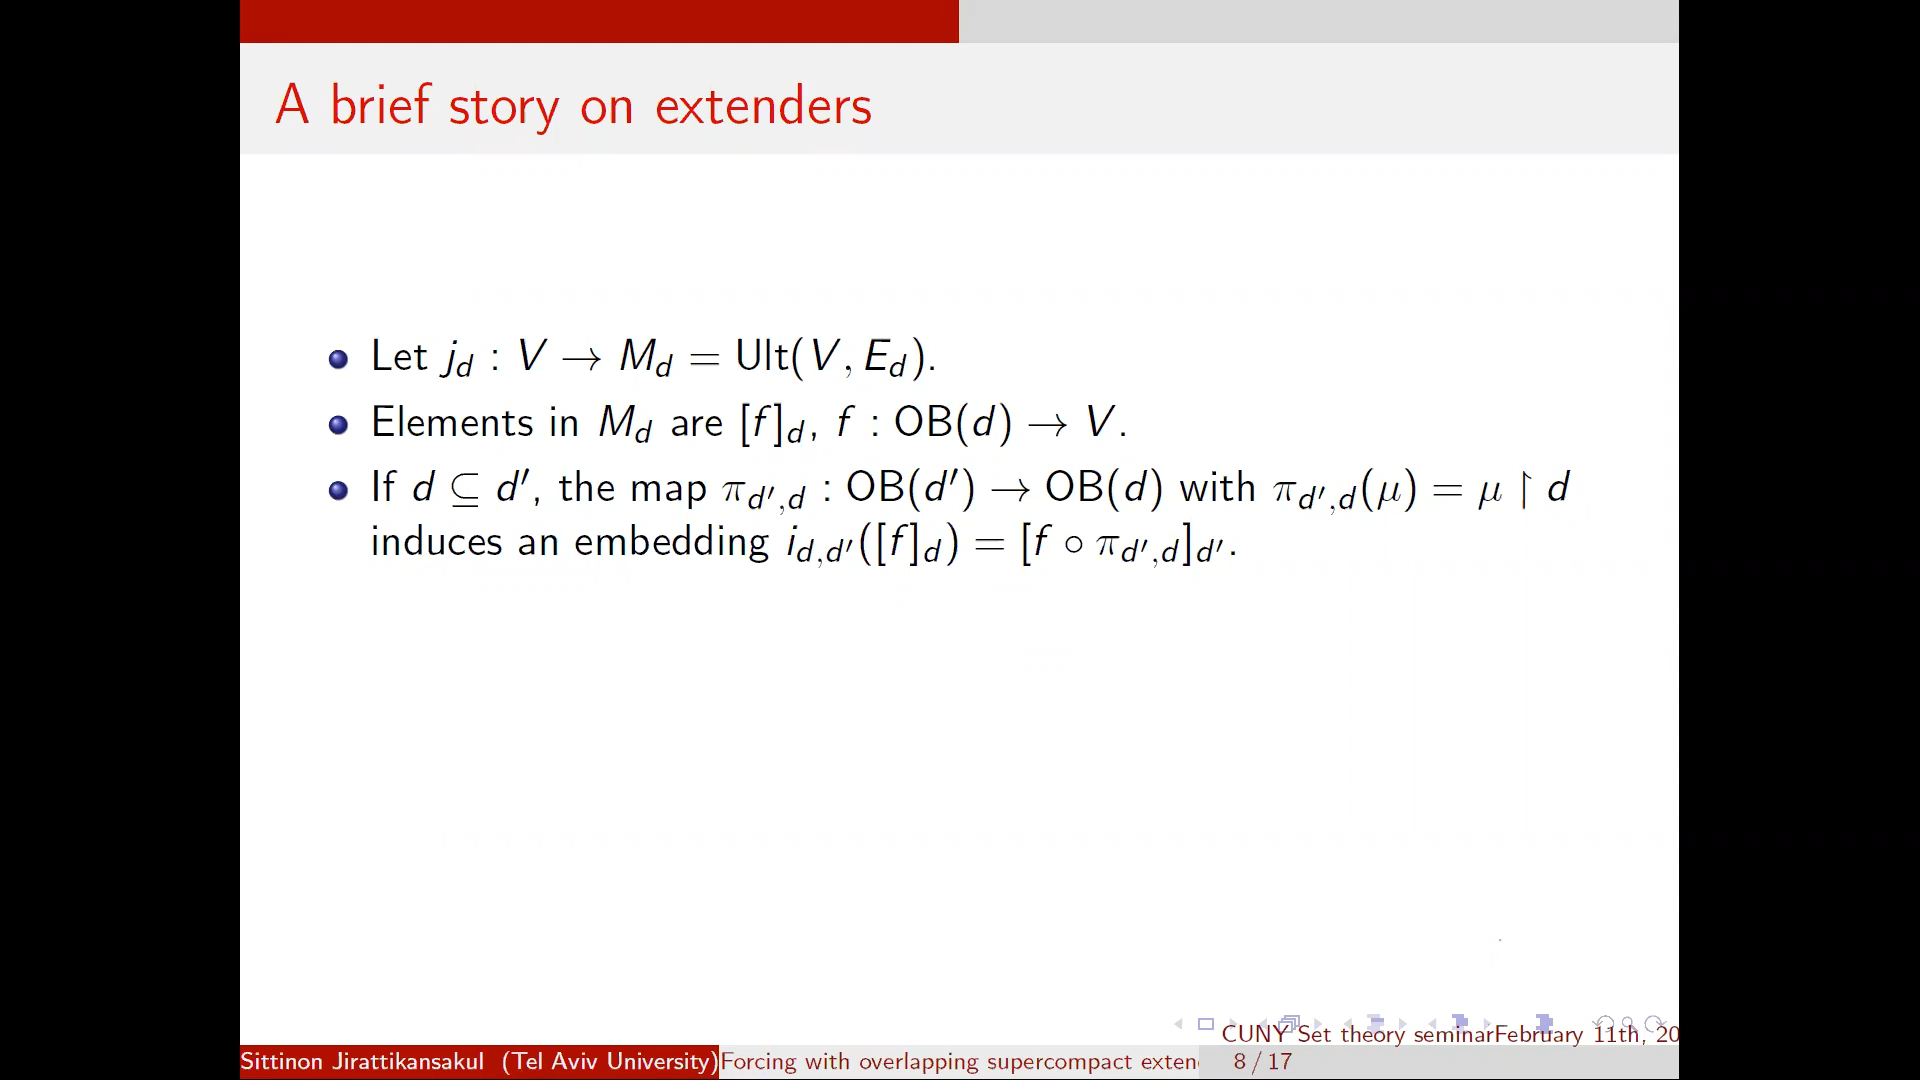 A brief story on extenders
Let j_d : V → M_d = Ult(V, E_d).
Elements in M_d are [f]_d, f : OB(d) → V.
If d ⊆ d′, the map π_{d′,d} : OB(d′) → OB(d) with π_{d′,d}(μ) = μ ↾ d
induces an embedding i_{d,d′}([f]_d) = [f ∘ π_{d′,d}]_{d′}.
CUNY Set theory seminarFebruary 11th, 20
Sittinon Jirattikansakul (Tel Aviv University) Forcing with overlapping supercompact exten 8 / 17